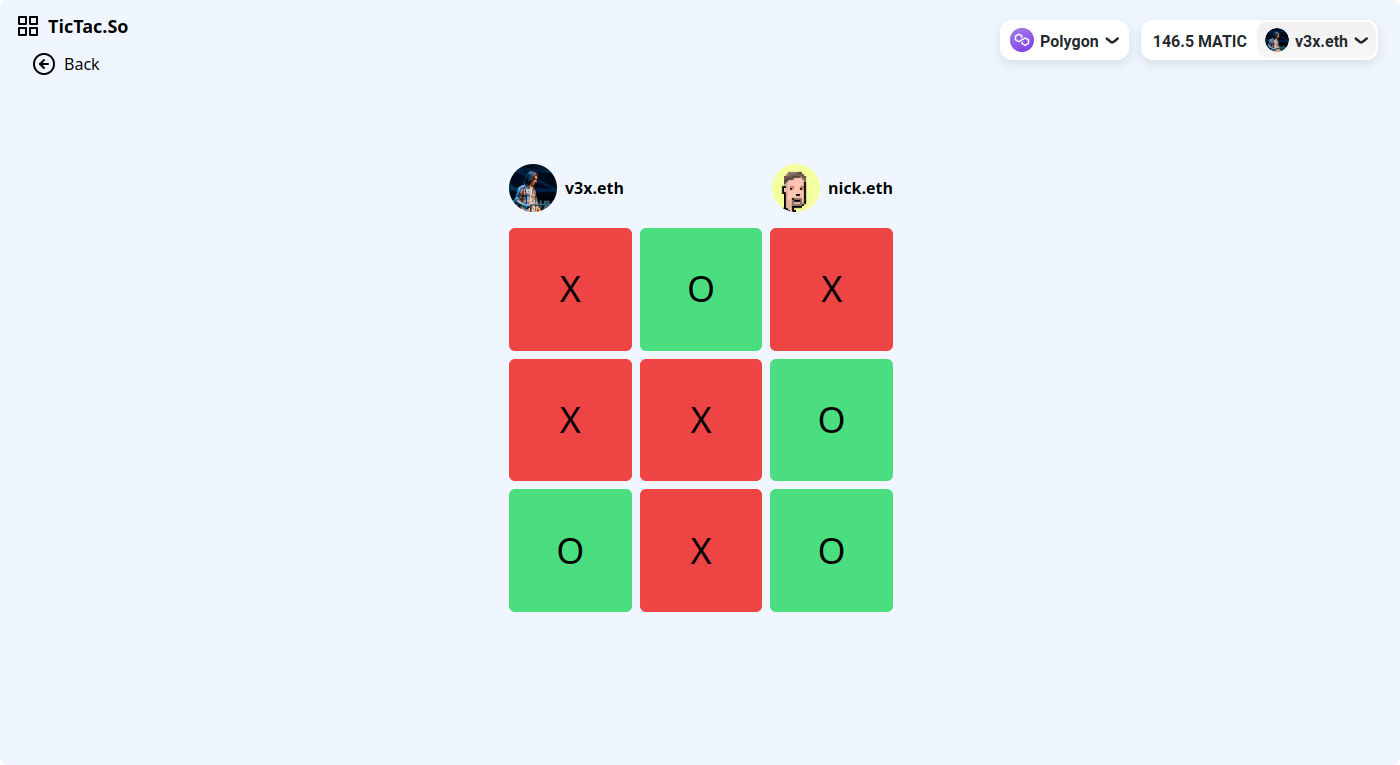 TicTac.So
Back
Polygon
146.5 MATIC
v3x.eth
v3x.eth
nick.eth
X O X
X X O
O X O